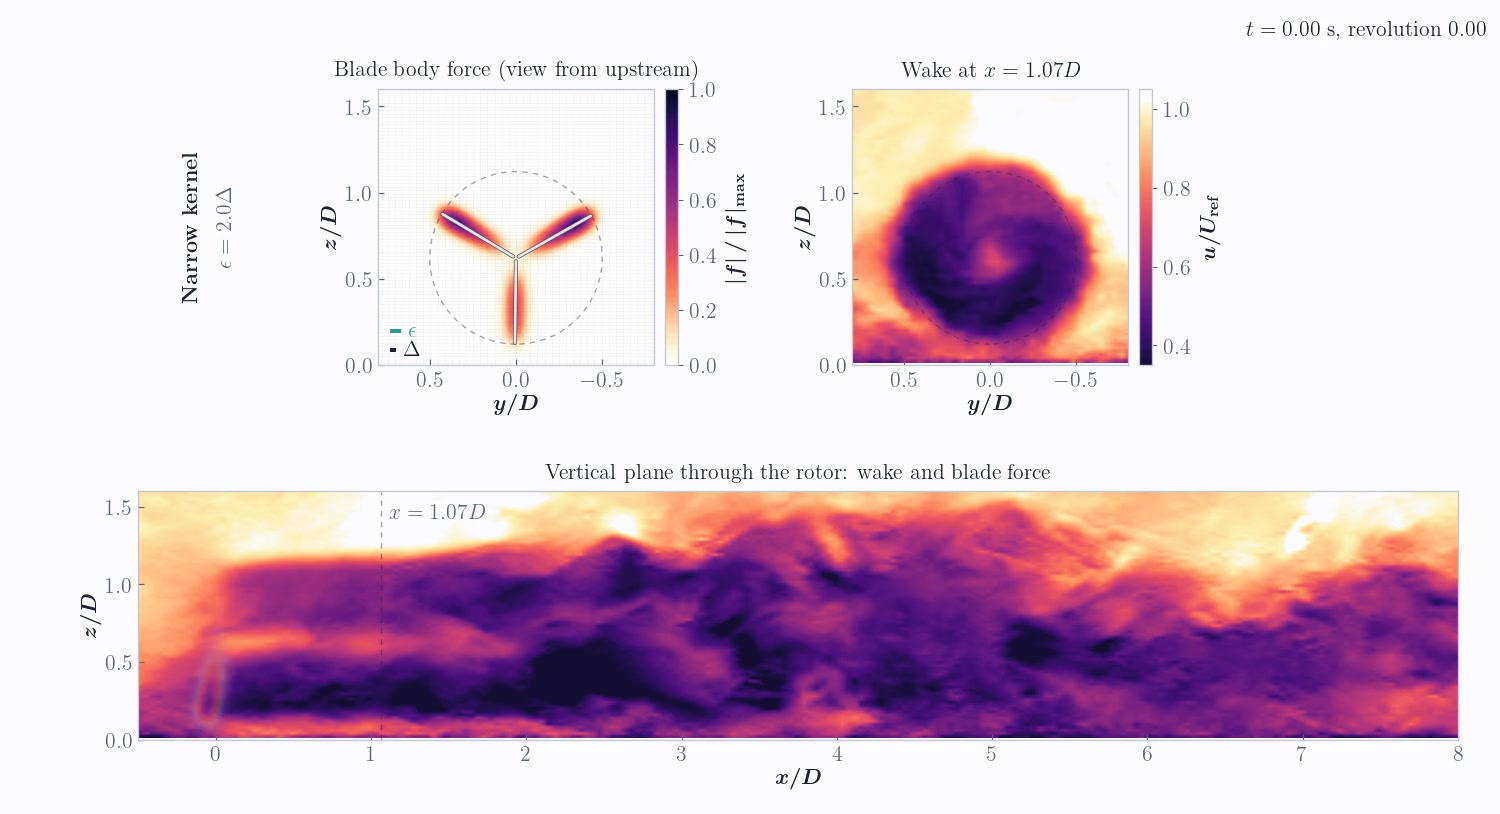 t = 0.00 s, revolution 0.00
Blade body force (view from upstream)
Narrow kernel
ϵ = 2.0Δ
z/D
1.5
1.0
0.5
0.0
ϵ
Δ
0.5 0.0 −0.5
y/D
1.0
0.8
0.6
0.4
0.2
0.0
|f| / |f|max
Wake at x = 1.07D
z/D
1.5
1.0
0.5
0.0
0.5 0.0 −0.5
y/D
1.0
0.8
0.6
0.4
u/Uref
Vertical plane through the rotor: wake and blade force
x = 1.07D
z/D
1.5
1.0
0.5
0.0
0 1 2 3 4 5 6 7 8
x/D